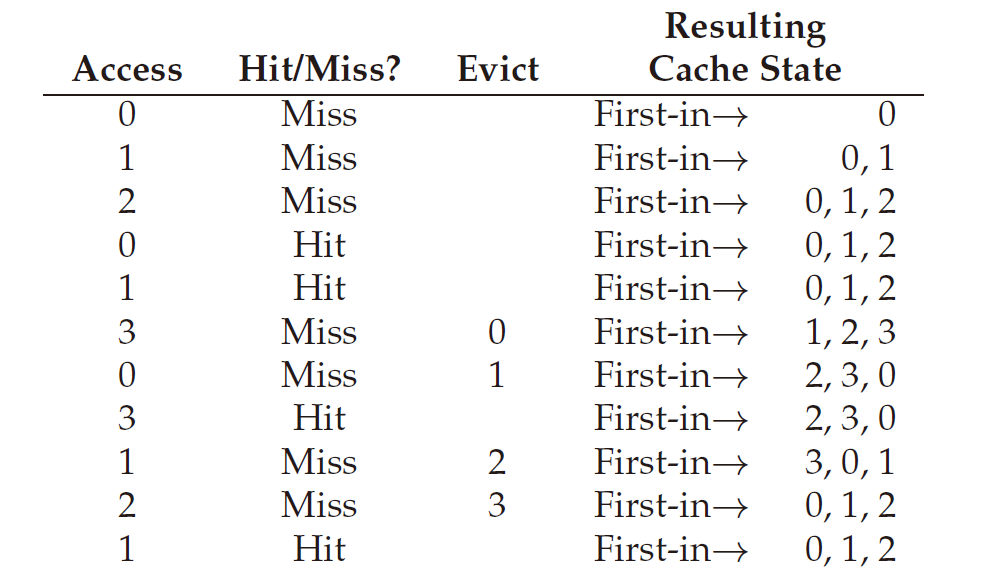 Resulting
Access Hit/Miss? Evict Cache State
0 Miss First-in→ 0
1 Miss First-in→ 0, 1
2 Miss First-in→ 0, 1, 2
0 Hit First-in→ 0, 1, 2
1 Hit First-in→ 0, 1, 2
3 Miss 0 First-in→ 1, 2, 3
0 Miss 1 First-in→ 2, 3, 0
3 Hit First-in→ 2, 3, 0
1 Miss 2 First-in→ 3, 0, 1
2 Miss 3 First-in→ 0, 1, 2
1 Hit First-in→ 0, 1, 2